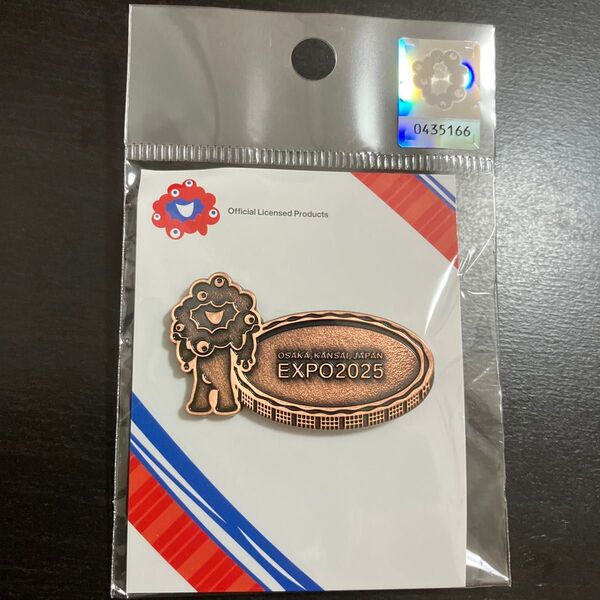 0435166
Official Licensed Products
OSAKA, KANSAI, JAPAN
EXPO2025